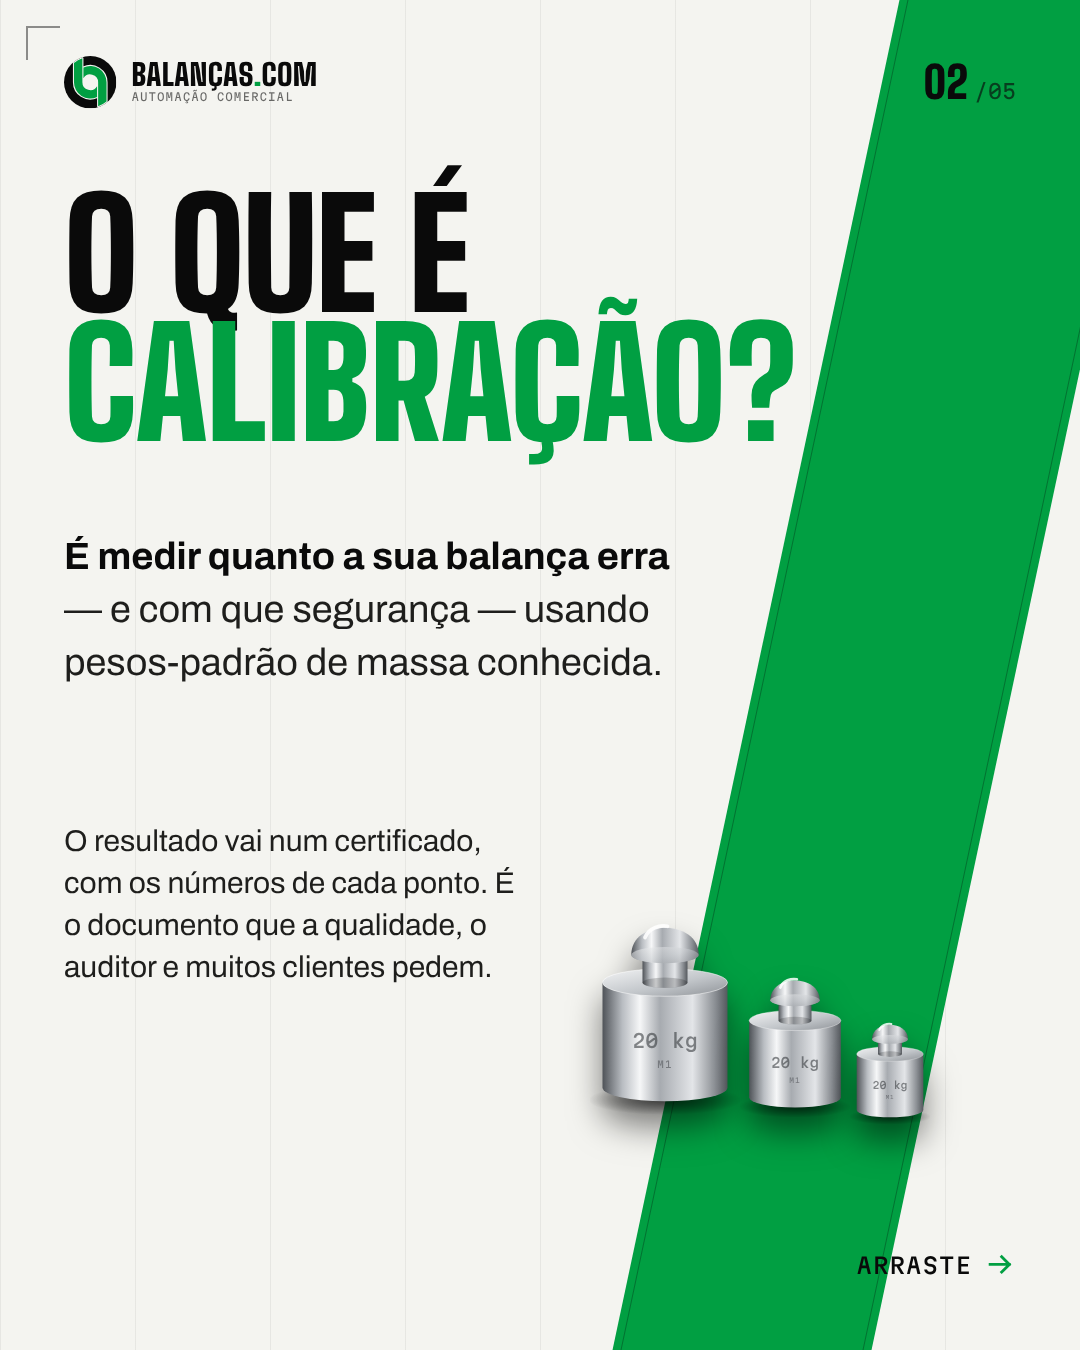 BALANÇAS.COM
AUTOMAÇÃO COMERCIAL
02 /05
O QUE É
CALIBRAÇÃO?
É medir quanto a sua balança erra
— e com que segurança — usando
pesos-padrão de massa conhecida.
O resultado vai num certificado,
com os números de cada ponto. É
o documento que a qualidade, o
auditor e muitos clientes pedem.
20 kg
M1
20 kg
M1
20 kg
M1
ARRASTE →